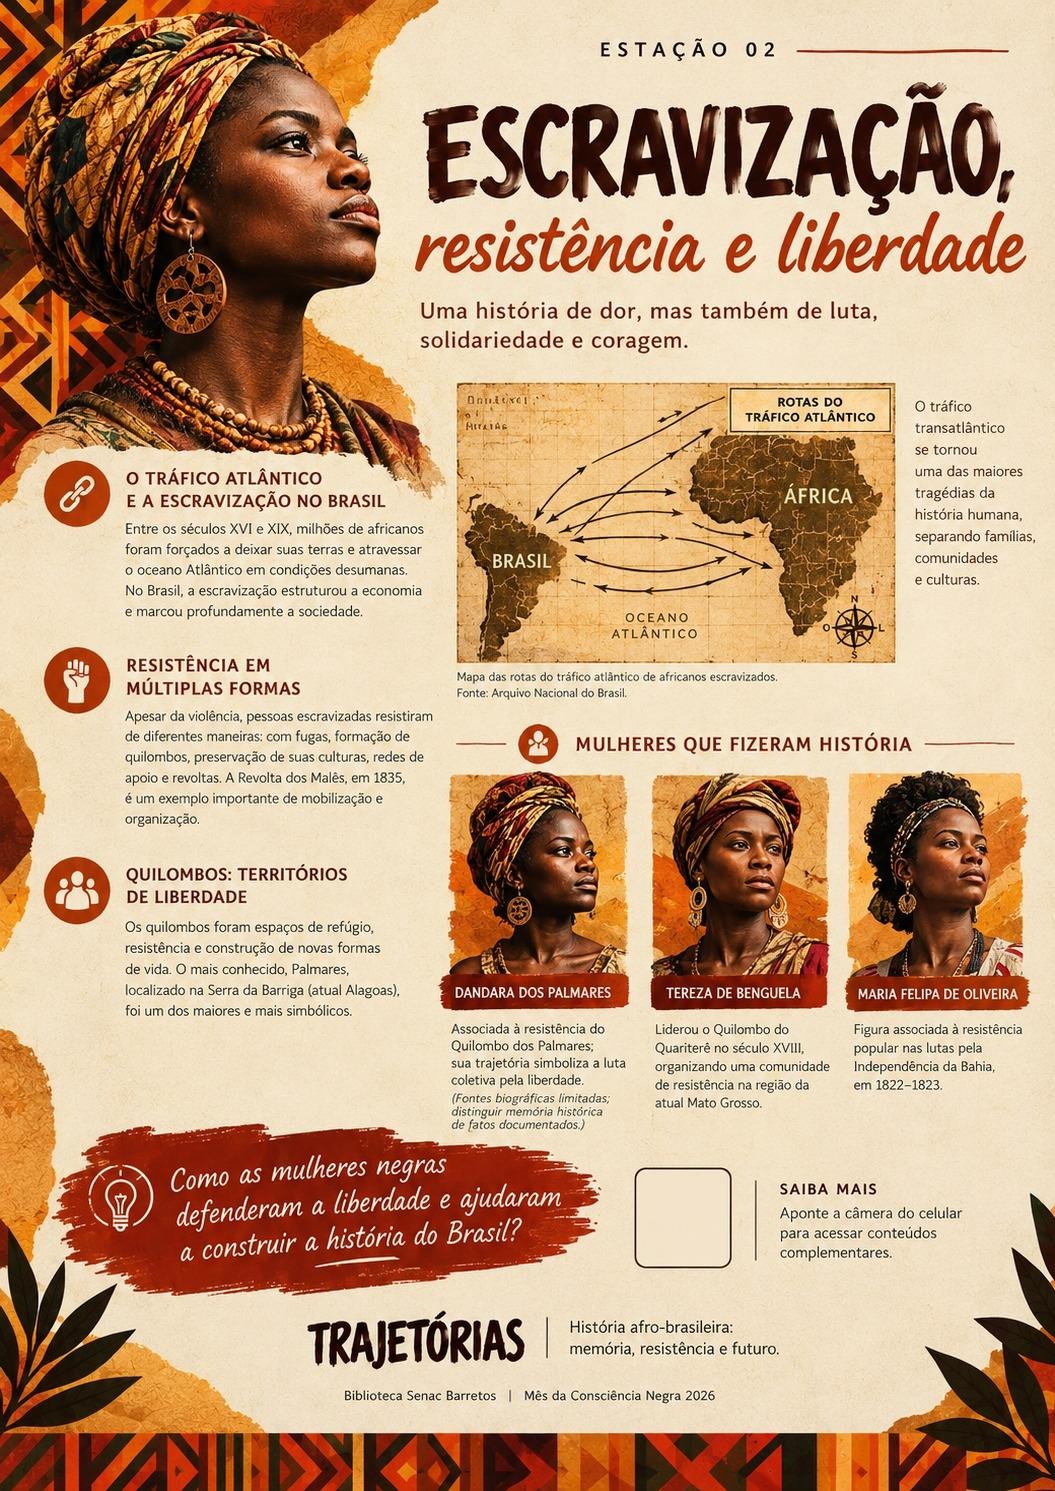 ESTAÇÃO 02
ESCRAVIZAÇÃO,
resistência e liberdade
Uma história de dor, mas também de luta,
solidariedade e coragem.
O TRÁFICO ATLÂNTICO
E A ESCRAVIZAÇÃO NO BRASIL
Entre os séculos XVI e XIX, milhões de africanos
foram forçados a deixar suas terras e atravessar
o oceano Atlântico em condições desumanas.
No Brasil, a escravização estruturou a economia
e marcou profundamente a sociedade.
RESISTÊNCIA EM
MÚLTIPLAS FORMAS
Apesar da violência, pessoas escravizadas resistiram
de diferentes maneiras: com fugas, formação de
quilombos, preservação de suas culturas, redes de
apoio e revoltas. A Revolta dos Malês, em 1835,
é um exemplo importante de mobilização e
organização.
QUILOMBOS: TERRITÓRIOS
DE LIBERDADE
Os quilombos foram espaços de refúgio,
resistência e construção de novas formas
de vida. O mais conhecido, Palmares,
localizado na Serra da Barriga (atual Alagoas),
foi um dos maiores e mais simbólicos.
ROTAS DO
TRÁFICO ATLÂNTICO
ÁFRICA
BRASIL
OCEANO
ATLÂNTICO
N
O L
S
Mapa das rotas do tráfico atlântico de africanos escravizados.
Fonte: Arquivo Nacional do Brasil.
O tráfico
transatlântico
se tornou
uma das maiores
tragédias da
história humana,
separando famílias,
comunidades
e culturas.
MULHERES QUE FIZERAM HISTÓRIA
DANDARA DOS PALMARES
Associada à resistência do
Quilombo dos Palmares;
sua trajetória simboliza a luta
coletiva pela liberdade.
(Fontes biográficas limitadas;
distinguir memória histórica
de fatos documentados.)
TEREZA DE BENGUELA
Liderou o Quilombo do
Quariterê no século XVIII,
organizando uma comunidade
de resistência na região da
atual Mato Grosso.
MARIA FELIPA DE OLIVEIRA
Figura associada à resistência
popular nas lutas pela
Independência da Bahia,
em 1822–1823.
Como as mulheres negras
defenderam a liberdade e ajudaram
a construir a história do Brasil?
SAIBA MAIS
Aponte a câmera do celular
para acessar conteúdos
complementares.
TRAJETÓRIAS
História afro-brasileira:
memória, resistência e futuro.
Biblioteca Senac Barretos | Mês da Consciência Negra 2026